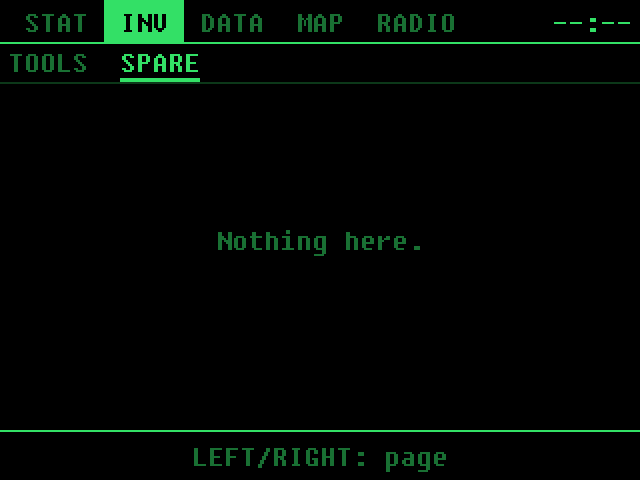 STAT INV DATA MAP RADIO --:--
TOOLS SPARE
Nothing here.
LEFT/RIGHT: page